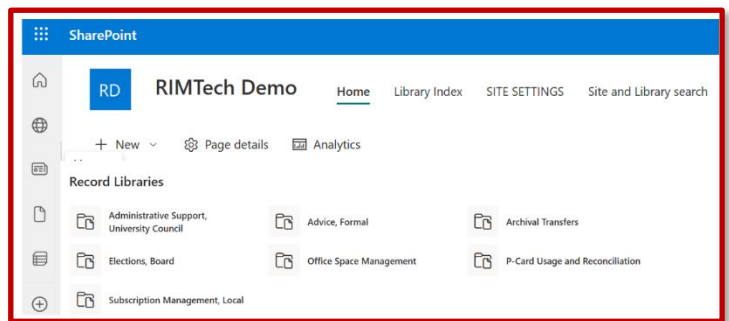 SharePoint
RD RIMTech Demo Home Library Index SITE SETTINGS Site and Library search
+ New Page details Analytics
Record Libraries
Administrative Support,
University Council
Advice, Formal
Archival Transfers
Elections, Board
Office Space Management
P-Card Usage and Reconciliation
Subscription Management, Local